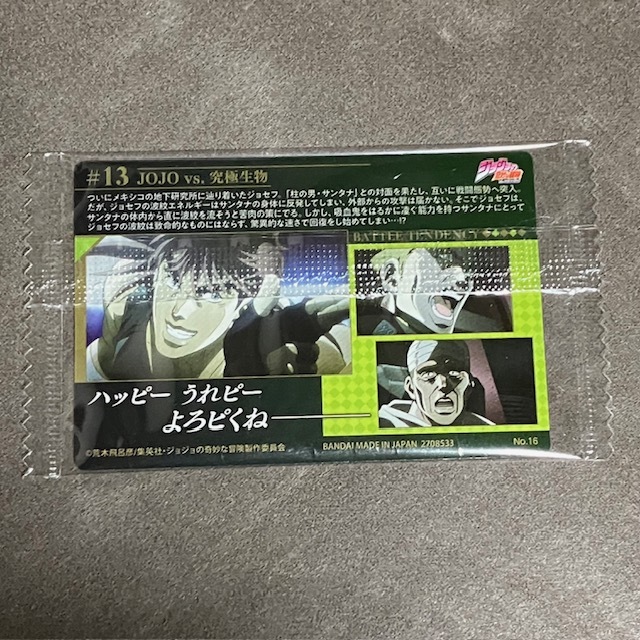 #13 JOJO vs. 究極生物
ついにメキシコの地下研究所に辿り着いたジョセフ。「柱の男・サンタナ」との対面を果たし、互いに戦闘態勢へ突入。
だが、ジョセフの波紋エネルギーはサンタナの身体に反発してしまい、外部からの攻撃は届かない。そこでジョセフは、
サンタナの体内から直に波紋を流そうと苦肉の策にでる。しかし、吸血鬼をはるかに凌ぐ能力を持つサンタナにとって
ジョセフの波紋は致命的なものにはならず、驚異的な速さで回復をし始めてしまい…!?
BATTLE TENDENCY
ハッピー うれピー
よろピくね――
BANDAI MADE IN JAPAN 2708533
No.16
©荒木飛呂彦/集英社・ジョジョの奇妙な冒険製作委員会